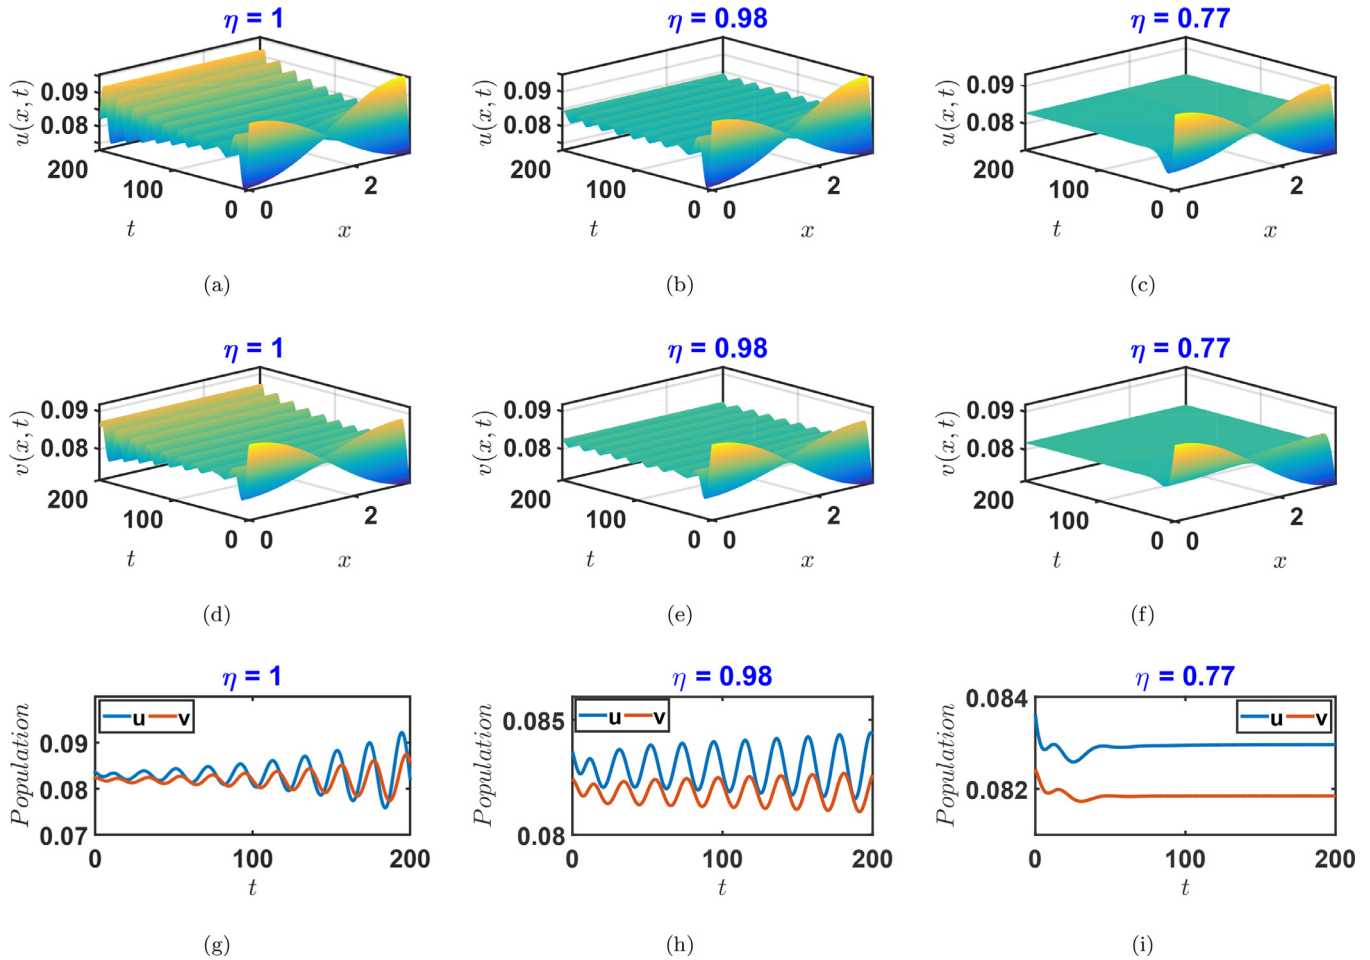 η = 1
u(x, t)
0.09
0.08
200
100
0
0
2
t
x
(a)
η = 0.98
u(x, t)
0.09
0.08
200
100
0
0
2
t
x
(b)
η = 0.77
u(x, t)
0.09
0.08
200
100
0
0
2
t
x
(c)
η = 1
v(x, t)
0.09
0.08
200
100
0
0
2
t
x
(d)
η = 0.98
v(x, t)
0.09
0.08
200
100
0
0
2
t
x
(e)
η = 0.77
v(x, t)
0.09
0.08
200
100
0
0
2
t
x
(f)
η = 1
Population
u v
0.09
0.08
0.07
0
100
200
t
(g)
η = 0.98
Population
u v
0.085
0.08
0
100
200
t
(h)
η = 0.77
Population
u v
0.084
0.082
0
100
200
t
(i)